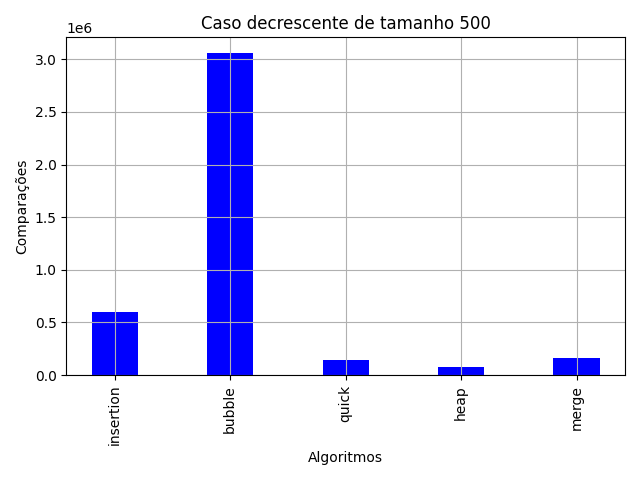 Caso decrescente de tamanho 500
1e6
3.0
2.5
2.0
1.5
1.0
0.5
0.0
Comparações
insertion
bubble
quick
heap
merge
Algoritmos